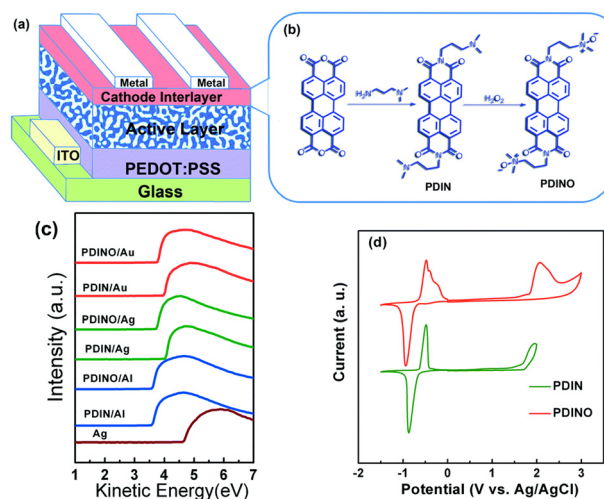 (a)
Metal Metal
Cathode Interlayer
Active Layer
ITO
PEDOT:PSS
Glass
(b)
H₂N
N
H₂O₂
PDIN
PDINO
(c)
Intensity (a.u.)
PDINO/Au
PDIN/Au
PDINO/Ag
PDIN/Ag
PDINO/Al
PDIN/Al
Ag
1 2 3 4 5 6 7
Kinetic Energy(eV)
(d)
Current (a. u.)
PDIN
PDINO
-1 0 1 2 3
Potential (V vs. Ag/AgCl)